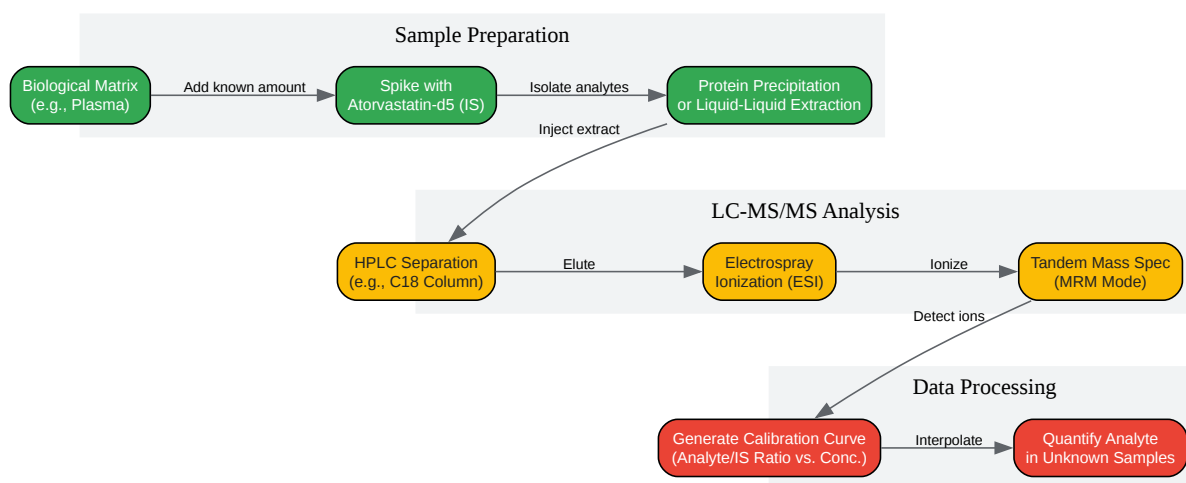 Sample Preparation
Biological Matrix
(e.g., Plasma)
Add known amount
Spike with
Atorvastatin-d5 (IS)
Isolate analytes
Protein Precipitation
or Liquid-Liquid Extraction
Inject extract
LC-MS/MS Analysis
HPLC Separation
(e.g., C18 Column)
Elute
Electrospray
Ionization (ESI)
Ionize
Tandem Mass Spec
(MRM Mode)
Detect ions
Data Processing
Generate Calibration Curve
(Analyte/IS Ratio vs. Conc.)
Interpolate
Quantify Analyte
in Unknown Samples